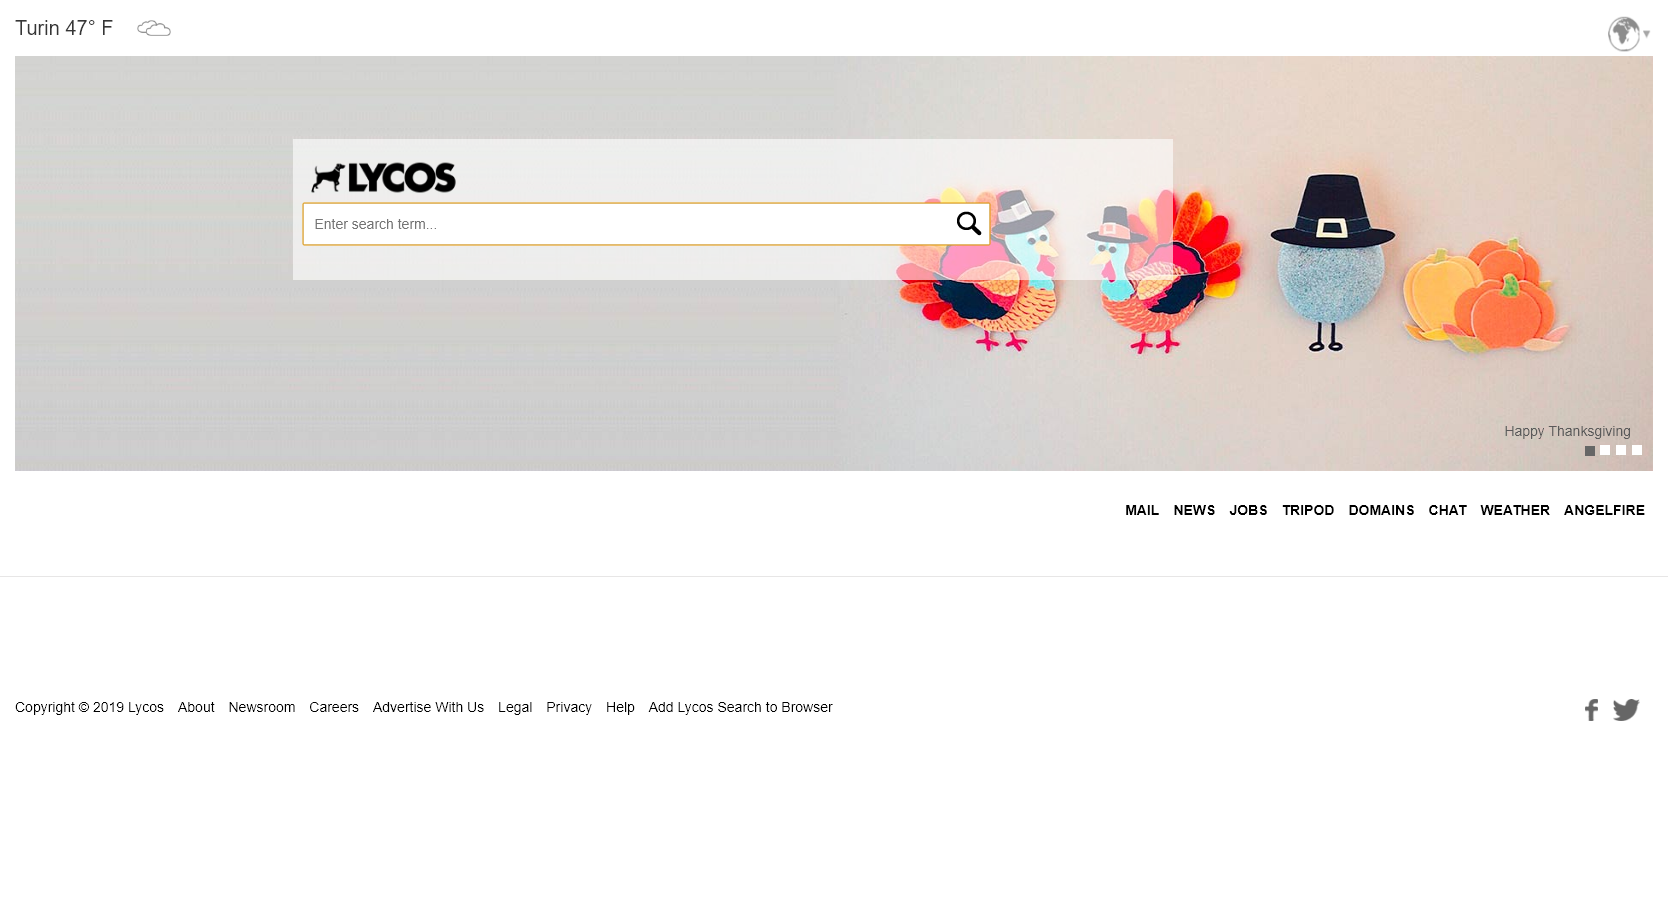 Turin 47° F
LYCOS
Enter search term...
Happy Thanksgiving
MAIL NEWS JOBS TRIPOD DOMAINS CHAT WEATHER ANGELFIRE
Copyright © 2019 Lycos About Newsroom Careers Advertise With Us Legal Privacy Help Add Lycos Search to Browser